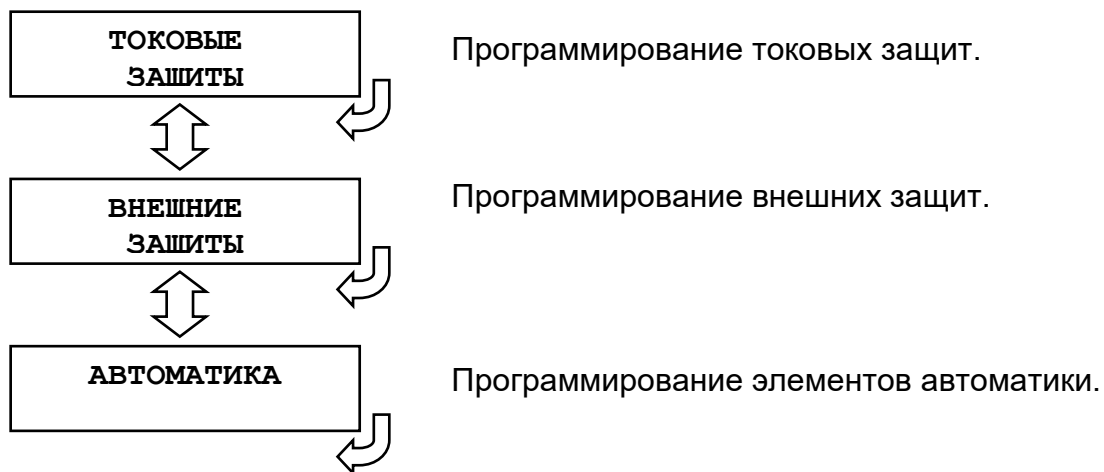 ТОКОВЫЕ
ЗАШИТЫ
Программирование токовых защит.
ВНЕШНИЕ
ЗАШИТЫ
Программирование внешних защит.
АВТОМАТИКА
Программирование элементов автоматики.